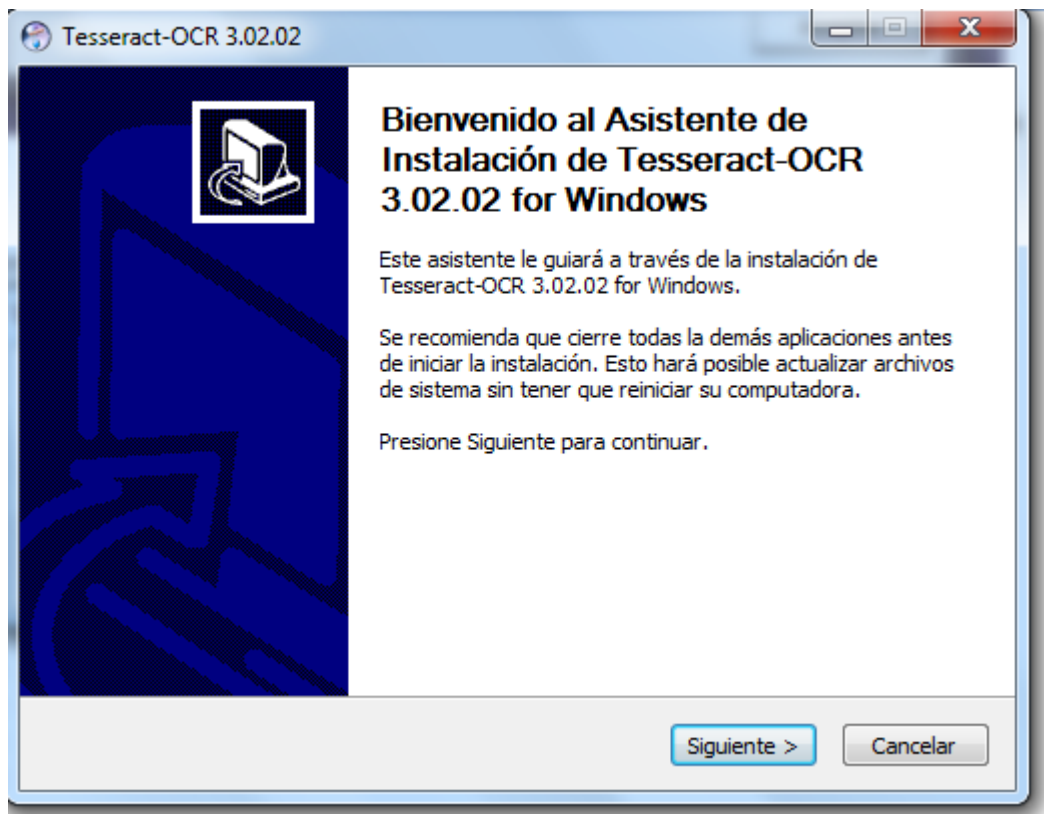 Tesseract-OCR 3.02.02
Bienvenido al Asistente de
Instalación de Tesseract-OCR
3.02.02 for Windows
Este asistente le guiará a través de la instalación de
Tesseract-OCR 3.02.02 for Windows.
Se recomienda que cierre todas la demás aplicaciones antes
de iniciar la instalación. Esto hará posible actualizar archivos
de sistema sin tener que reiniciar su computadora.
Presione Siguiente para continuar.
Siguiente >
Cancelar